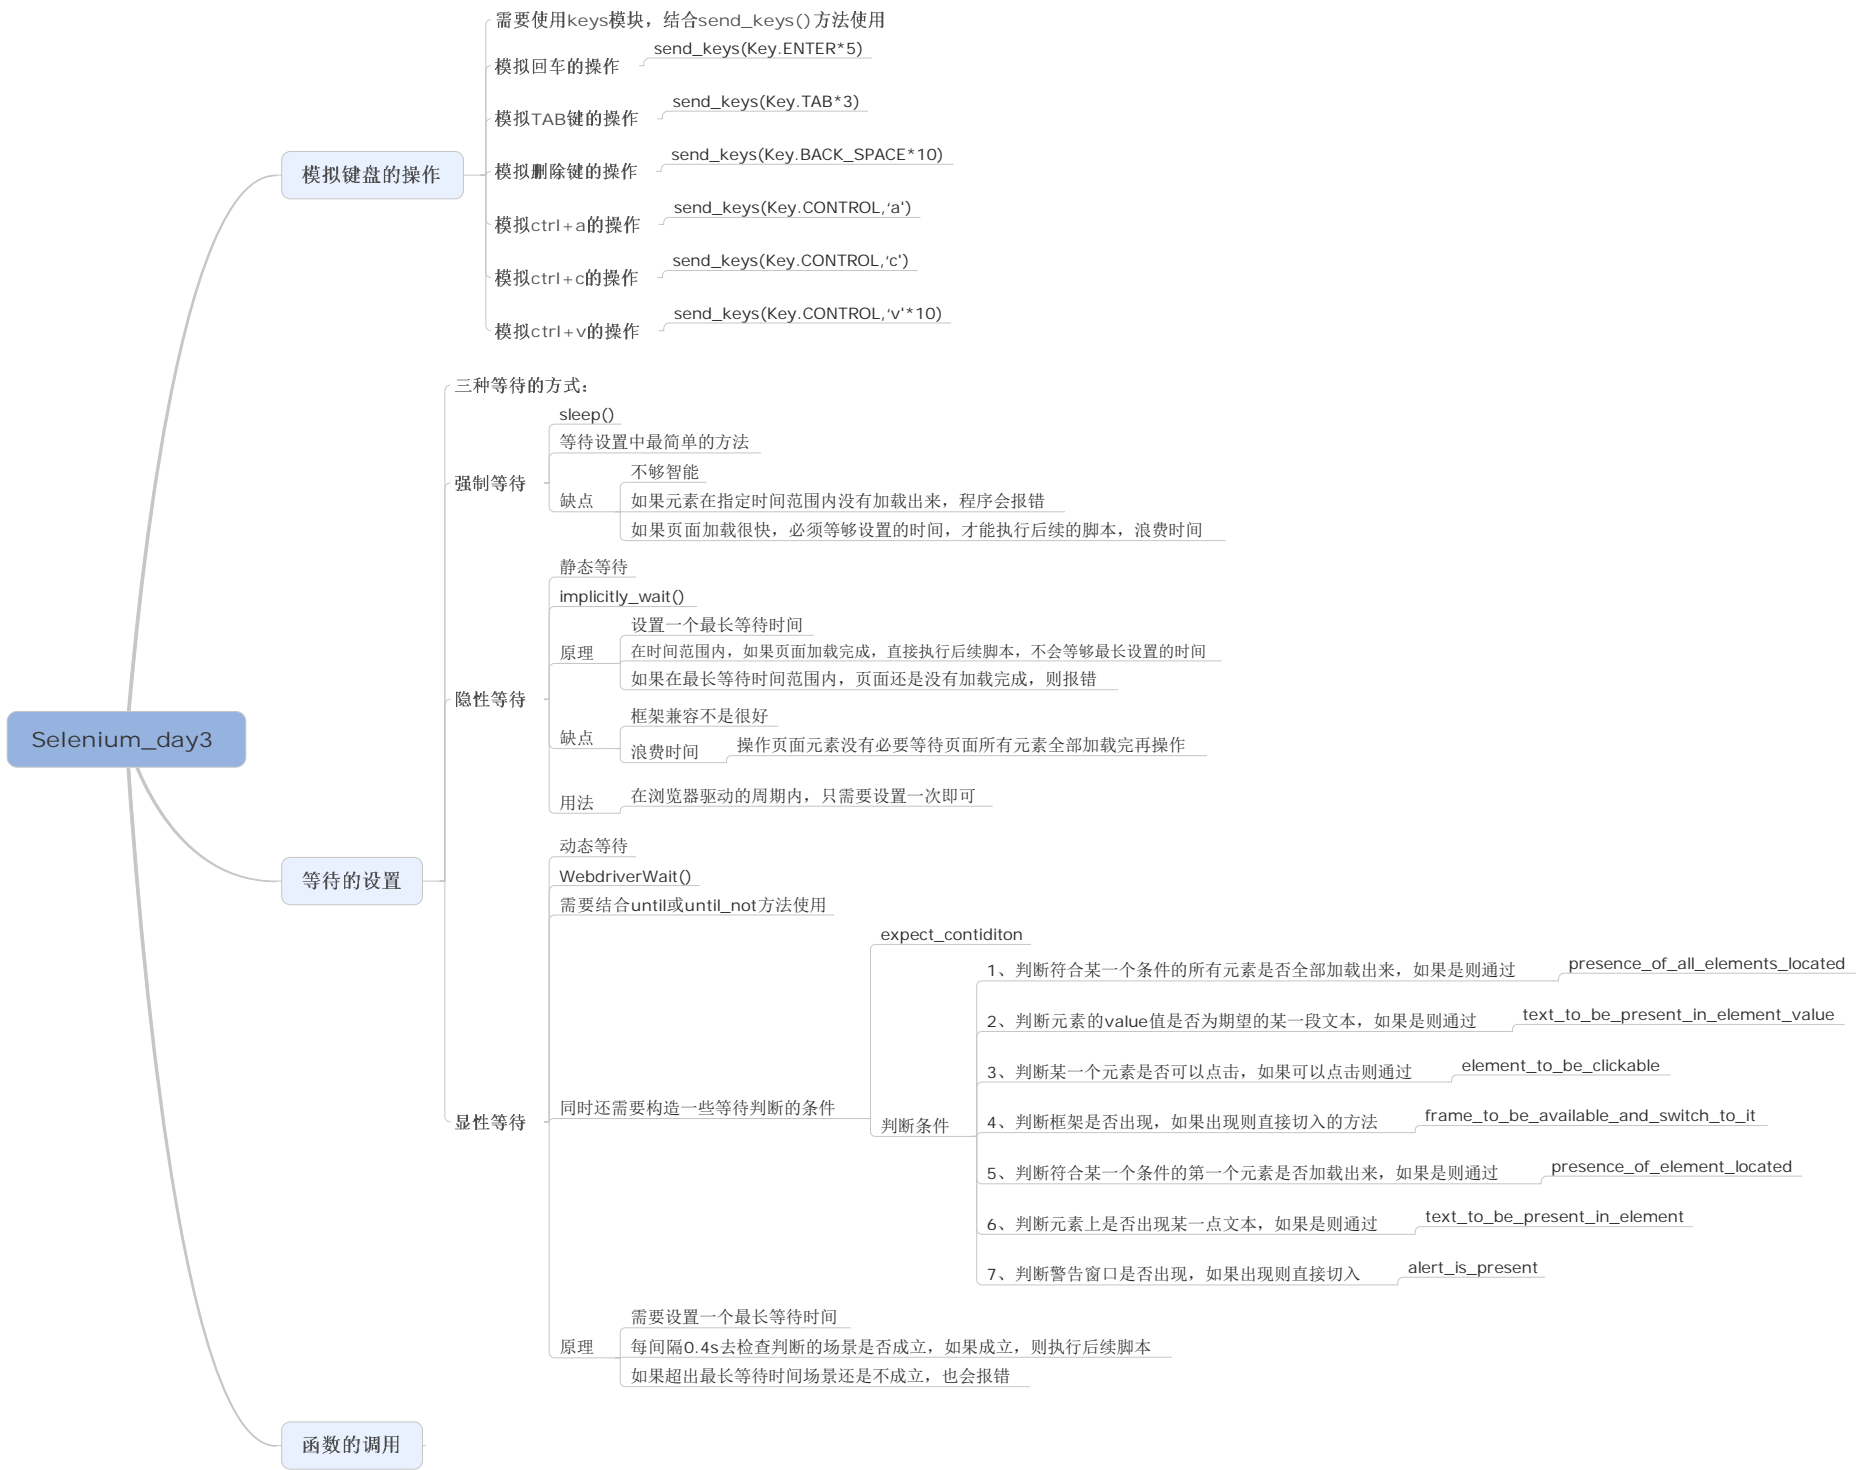 Selenium_day3
模拟键盘的操作
需要使用keys模块，结合send_keys()方法使用
模拟回车的操作
send_keys(Key.ENTER*5)
模拟TAB键的操作
send_keys(Key.TAB*3)
模拟删除键的操作
send_keys(Key.BACK_SPACE*10)
模拟ctrl+a的操作
send_keys(Key.CONTROL,‘a')
模拟ctrl+c的操作
send_keys(Key.CONTROL,‘c')
模拟ctrl+v的操作
send_keys(Key.CONTROL,‘v'*10)
等待的设置
三种等待的方式：
强制等待
sleep()
等待设置中最简单的方法
缺点
不够智能
如果元素在指定时间范围内没有加载出来，程序会报错
如果页面加载很快，必须等够设置的时间，才能执行后续的脚本，浪费时间
隐性等待
静态等待
implicitly_wait()
原理
设置一个最长等待时间
在时间范围内，如果页面加载完成，直接执行后续脚本，不会等够最长设置的时间
如果在最长等待时间范围内，页面还是没有加载完成，则报错
缺点
框架兼容不是很好
浪费时间
操作页面元素没有必要等待页面所有元素全部加载完再操作
用法
在浏览器驱动的周期内，只需要设置一次即可
显性等待
动态等待
WebdriverWait()
需要结合until或until_not方法使用
同时还需要构造一些等待判断的条件
expect_contiditon
判断条件
1、判断符合某一个条件的所有元素是否全部加载出来，如果是则通过
presence_of_all_elements_located
2、判断元素的value值是否为期望的某一段文本，如果是则通过
text_to_be_present_in_element_value
3、判断某一个元素是否可以点击，如果可以点击则通过
element_to_be_clickable
4、判断框架是否出现，如果出现则直接切入的方法
frame_to_be_available_and_switch_to_it
5、判断符合某一个条件的第一个元素是否加载出来，如果是则通过
presence_of_element_located
6、判断元素上是否出现某一点文本，如果是则通过
text_to_be_present_in_element
7、判断警告窗口是否出现，如果出现则直接切入
alert_is_present
原理
需要设置一个最长等待时间
每间隔0.4s去检查判断的场景是否成立，如果成立，则执行后续脚本
如果超出最长等待时间场景还是不成立，也会报错
函数的调用